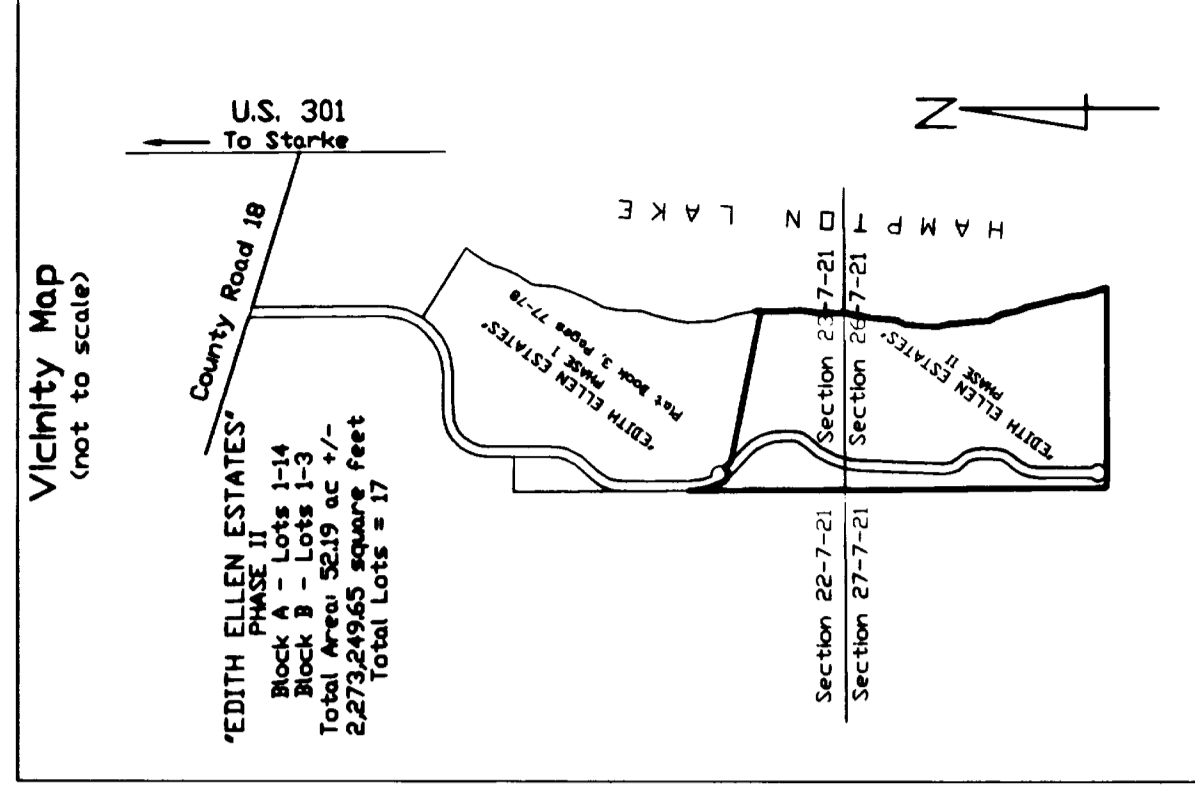 Vicinity Map
(not to scale)
U.S. 301
To Starke
County Road 18
N
HAMPTON LAKE
"EDITH ELLEN ESTATES"
PHASE I
Plat Book 3, Pages 77-78
"EDITH ELLEN ESTATES"
PHASE II
Block A - Lots 1-14
Block B - Lots 1-3
Total Area: 52.19 ac +/-
2,273,249.65 square feet
Total Lots = 17
Section 23-7-21
Section 26-7-21
"EDITH ELLEN ESTATES"
PHASE II
Section 22-7-21
Section 27-7-21